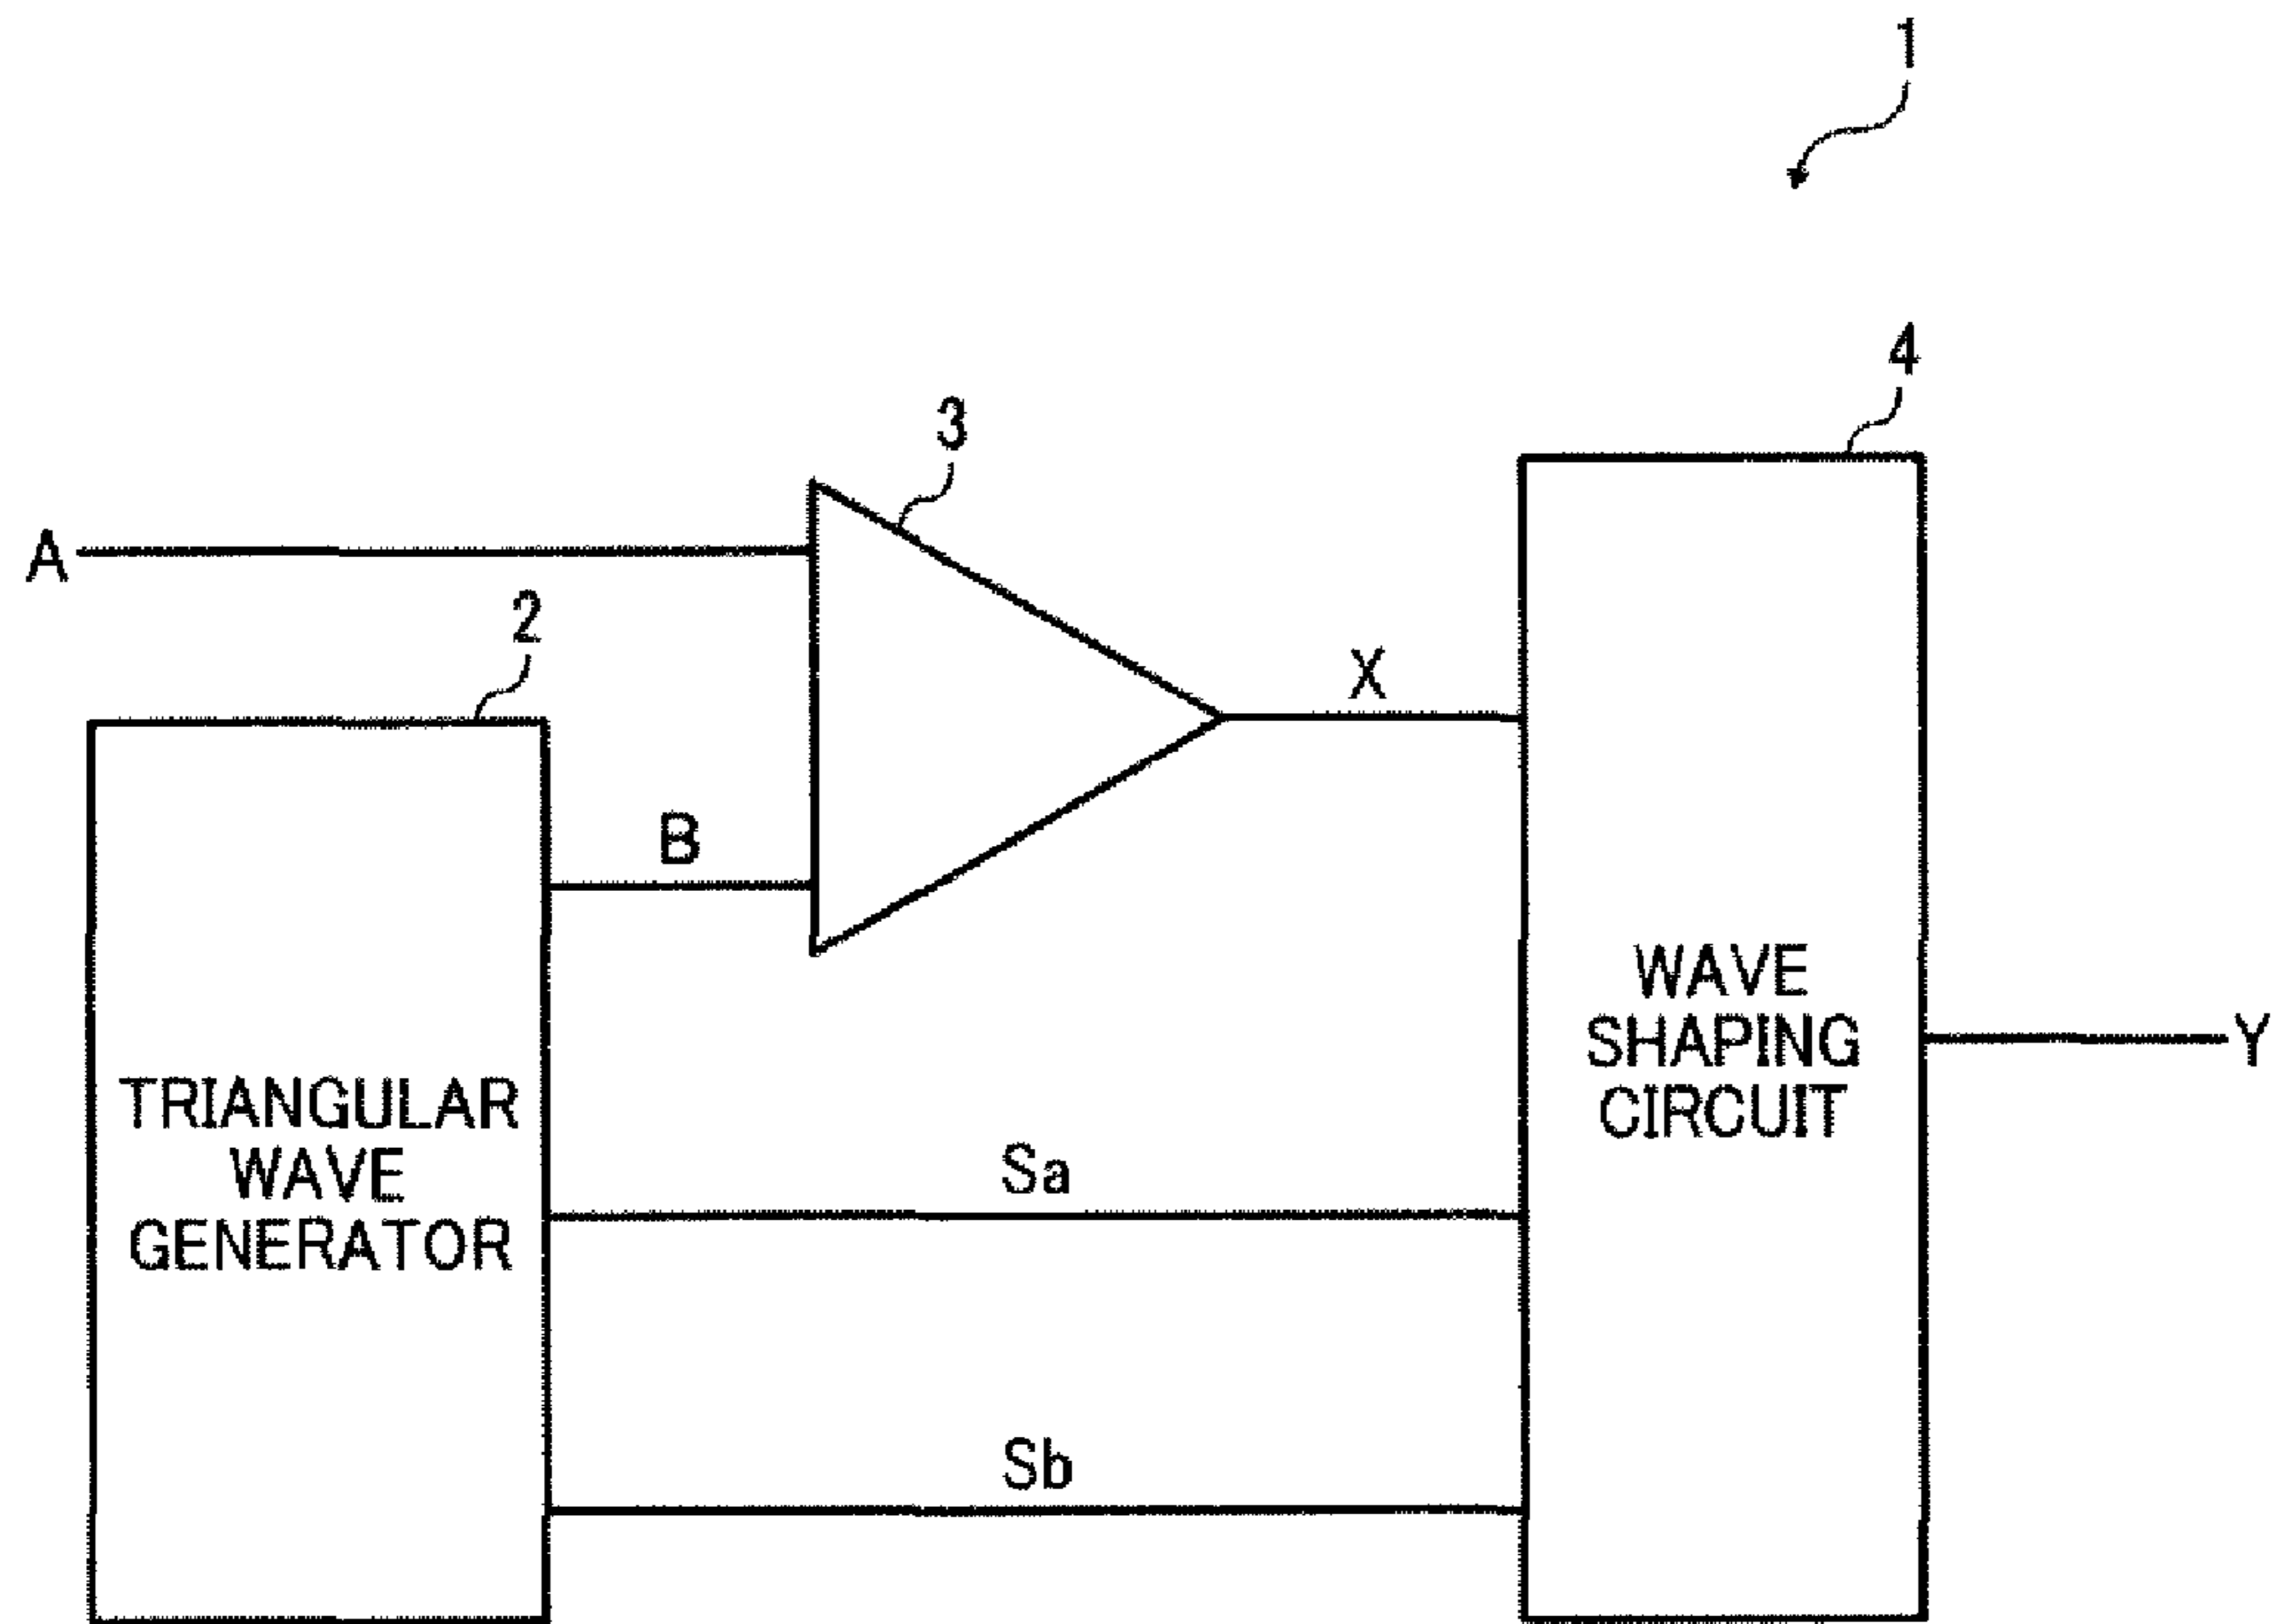 1
4
3
A
2
X
B
WAVE
SHAPING
CIRCUIT
Y
TRIANGULAR
WAVE
GENERATOR
Sa
Sb